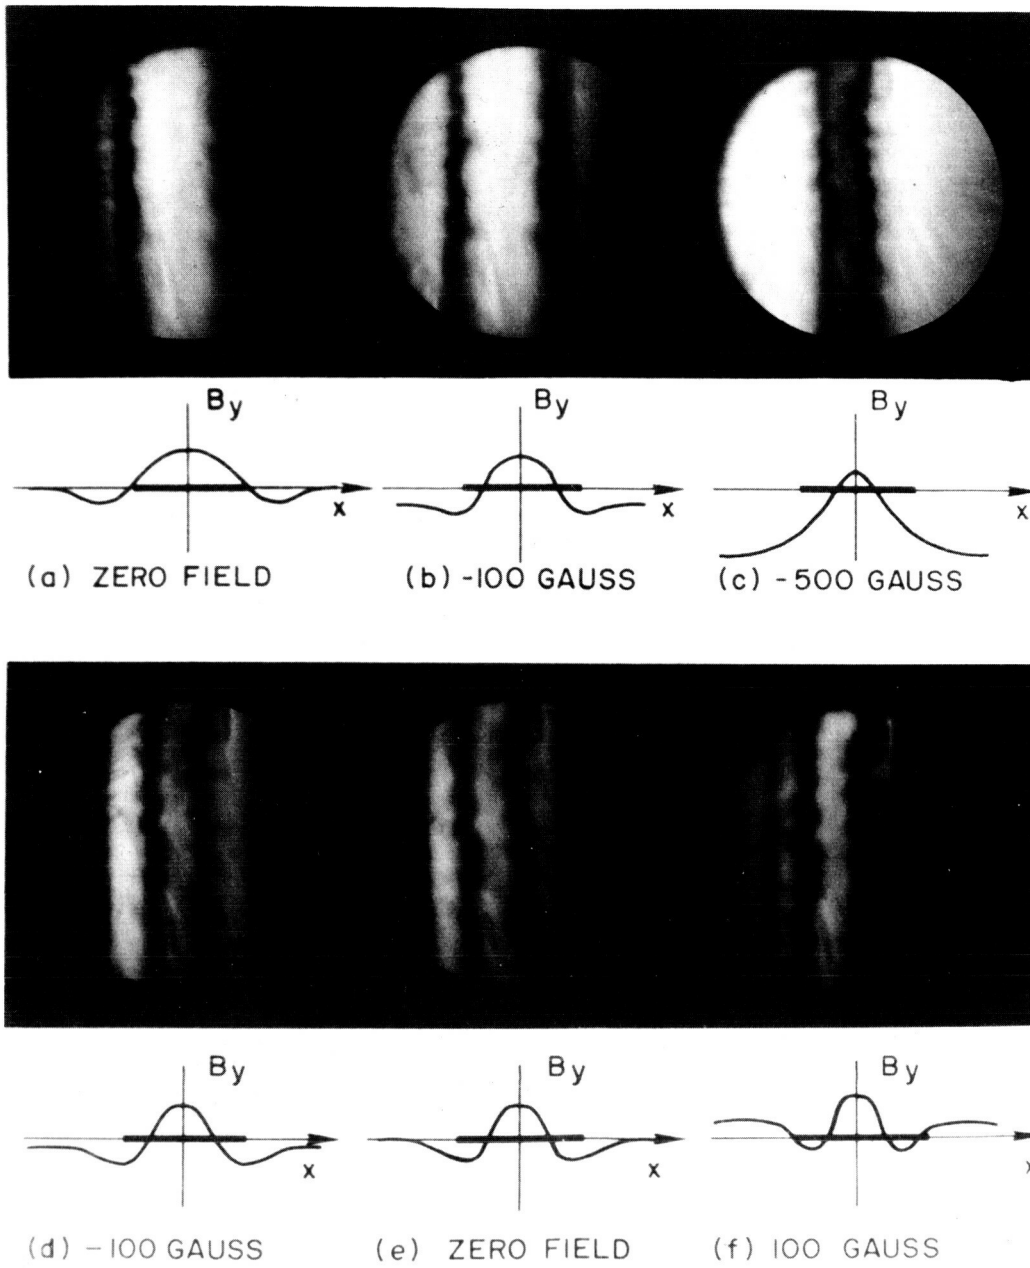 By By By
x x x
(a) ZERO FIELD (b) -100 GAUSS (c) -500 GAUSS
By By By
x x x
(d) -100 GAUSS (e) ZERO FIELD (f) 100 GAUSS